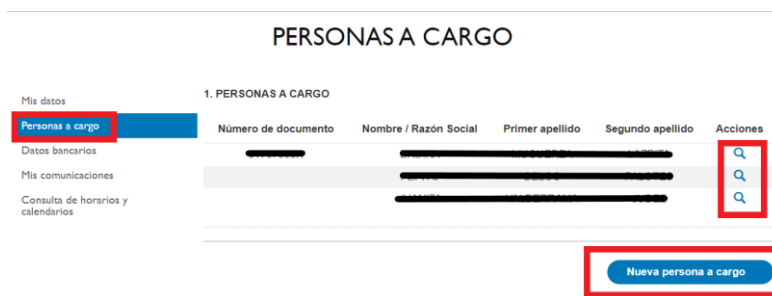 PERSONAS A CARGO
Mis datos
Personas a cargo
Datos bancarios
Mis comunicaciones
Consulta de horarios y
calendarios
1. PERSONAS A CARGO
Número de documento Nombre / Razón Social Primer apellido Segundo apellido Acciones
Nueva persona a cargo